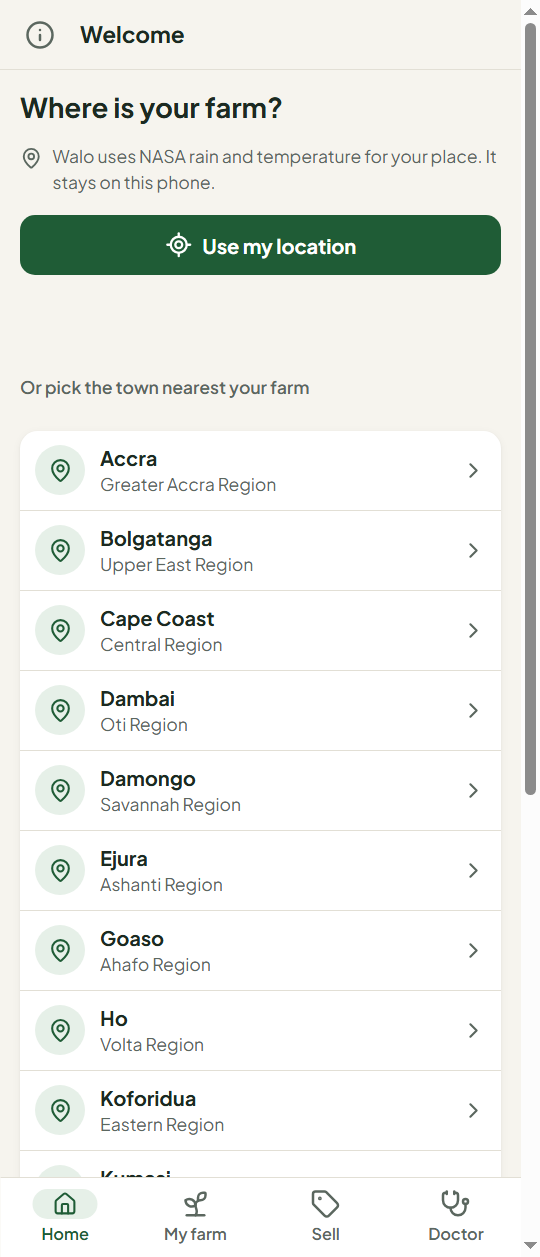 Welcome
Where is your farm?
Walo uses NASA rain and temperature for your place. It
stays on this phone.
Use my location
Or pick the town nearest your farm
Accra
Greater Accra Region
Bolgatanga
Upper East Region
Cape Coast
Central Region
Dambai
Oti Region
Damongo
Savannah Region
Ejura
Ashanti Region
Goaso
Ahafo Region
Ho
Volta Region
Koforidua
Eastern Region
Kumasi
Home
My farm
Sell
Doctor